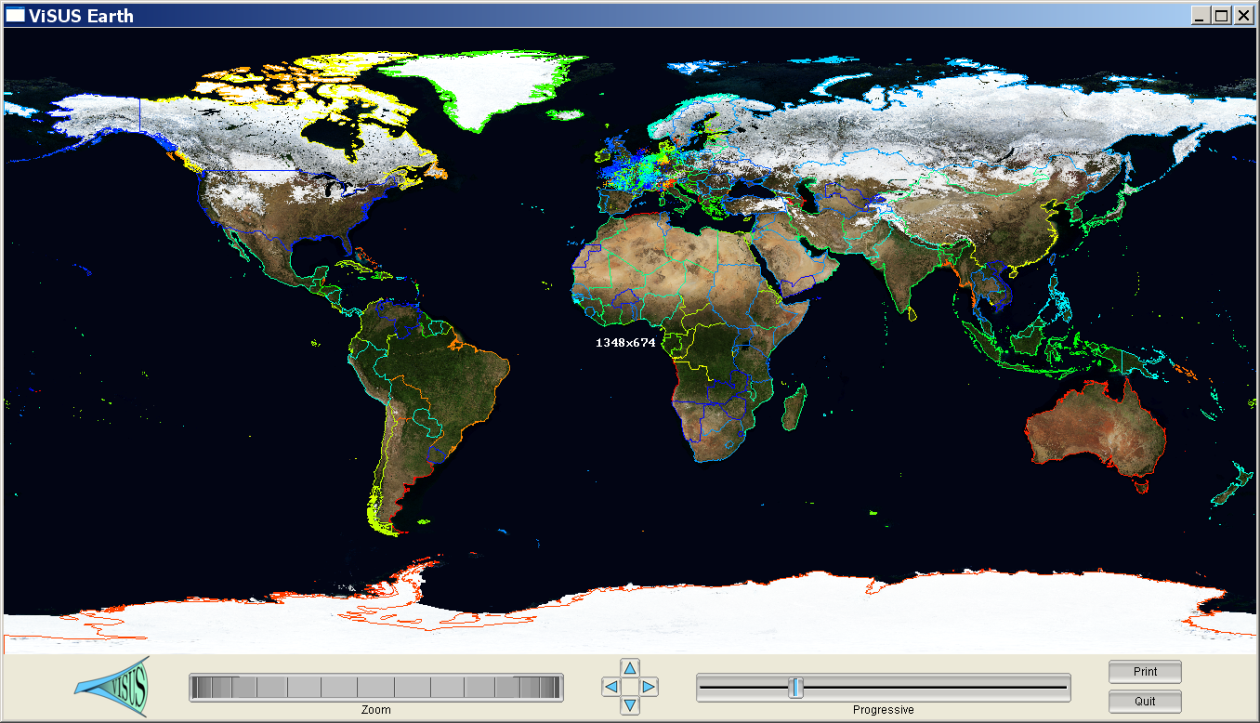 ViSUS Earth
1348x674
ViSUS
Zoom
Progressive
Print
Quit